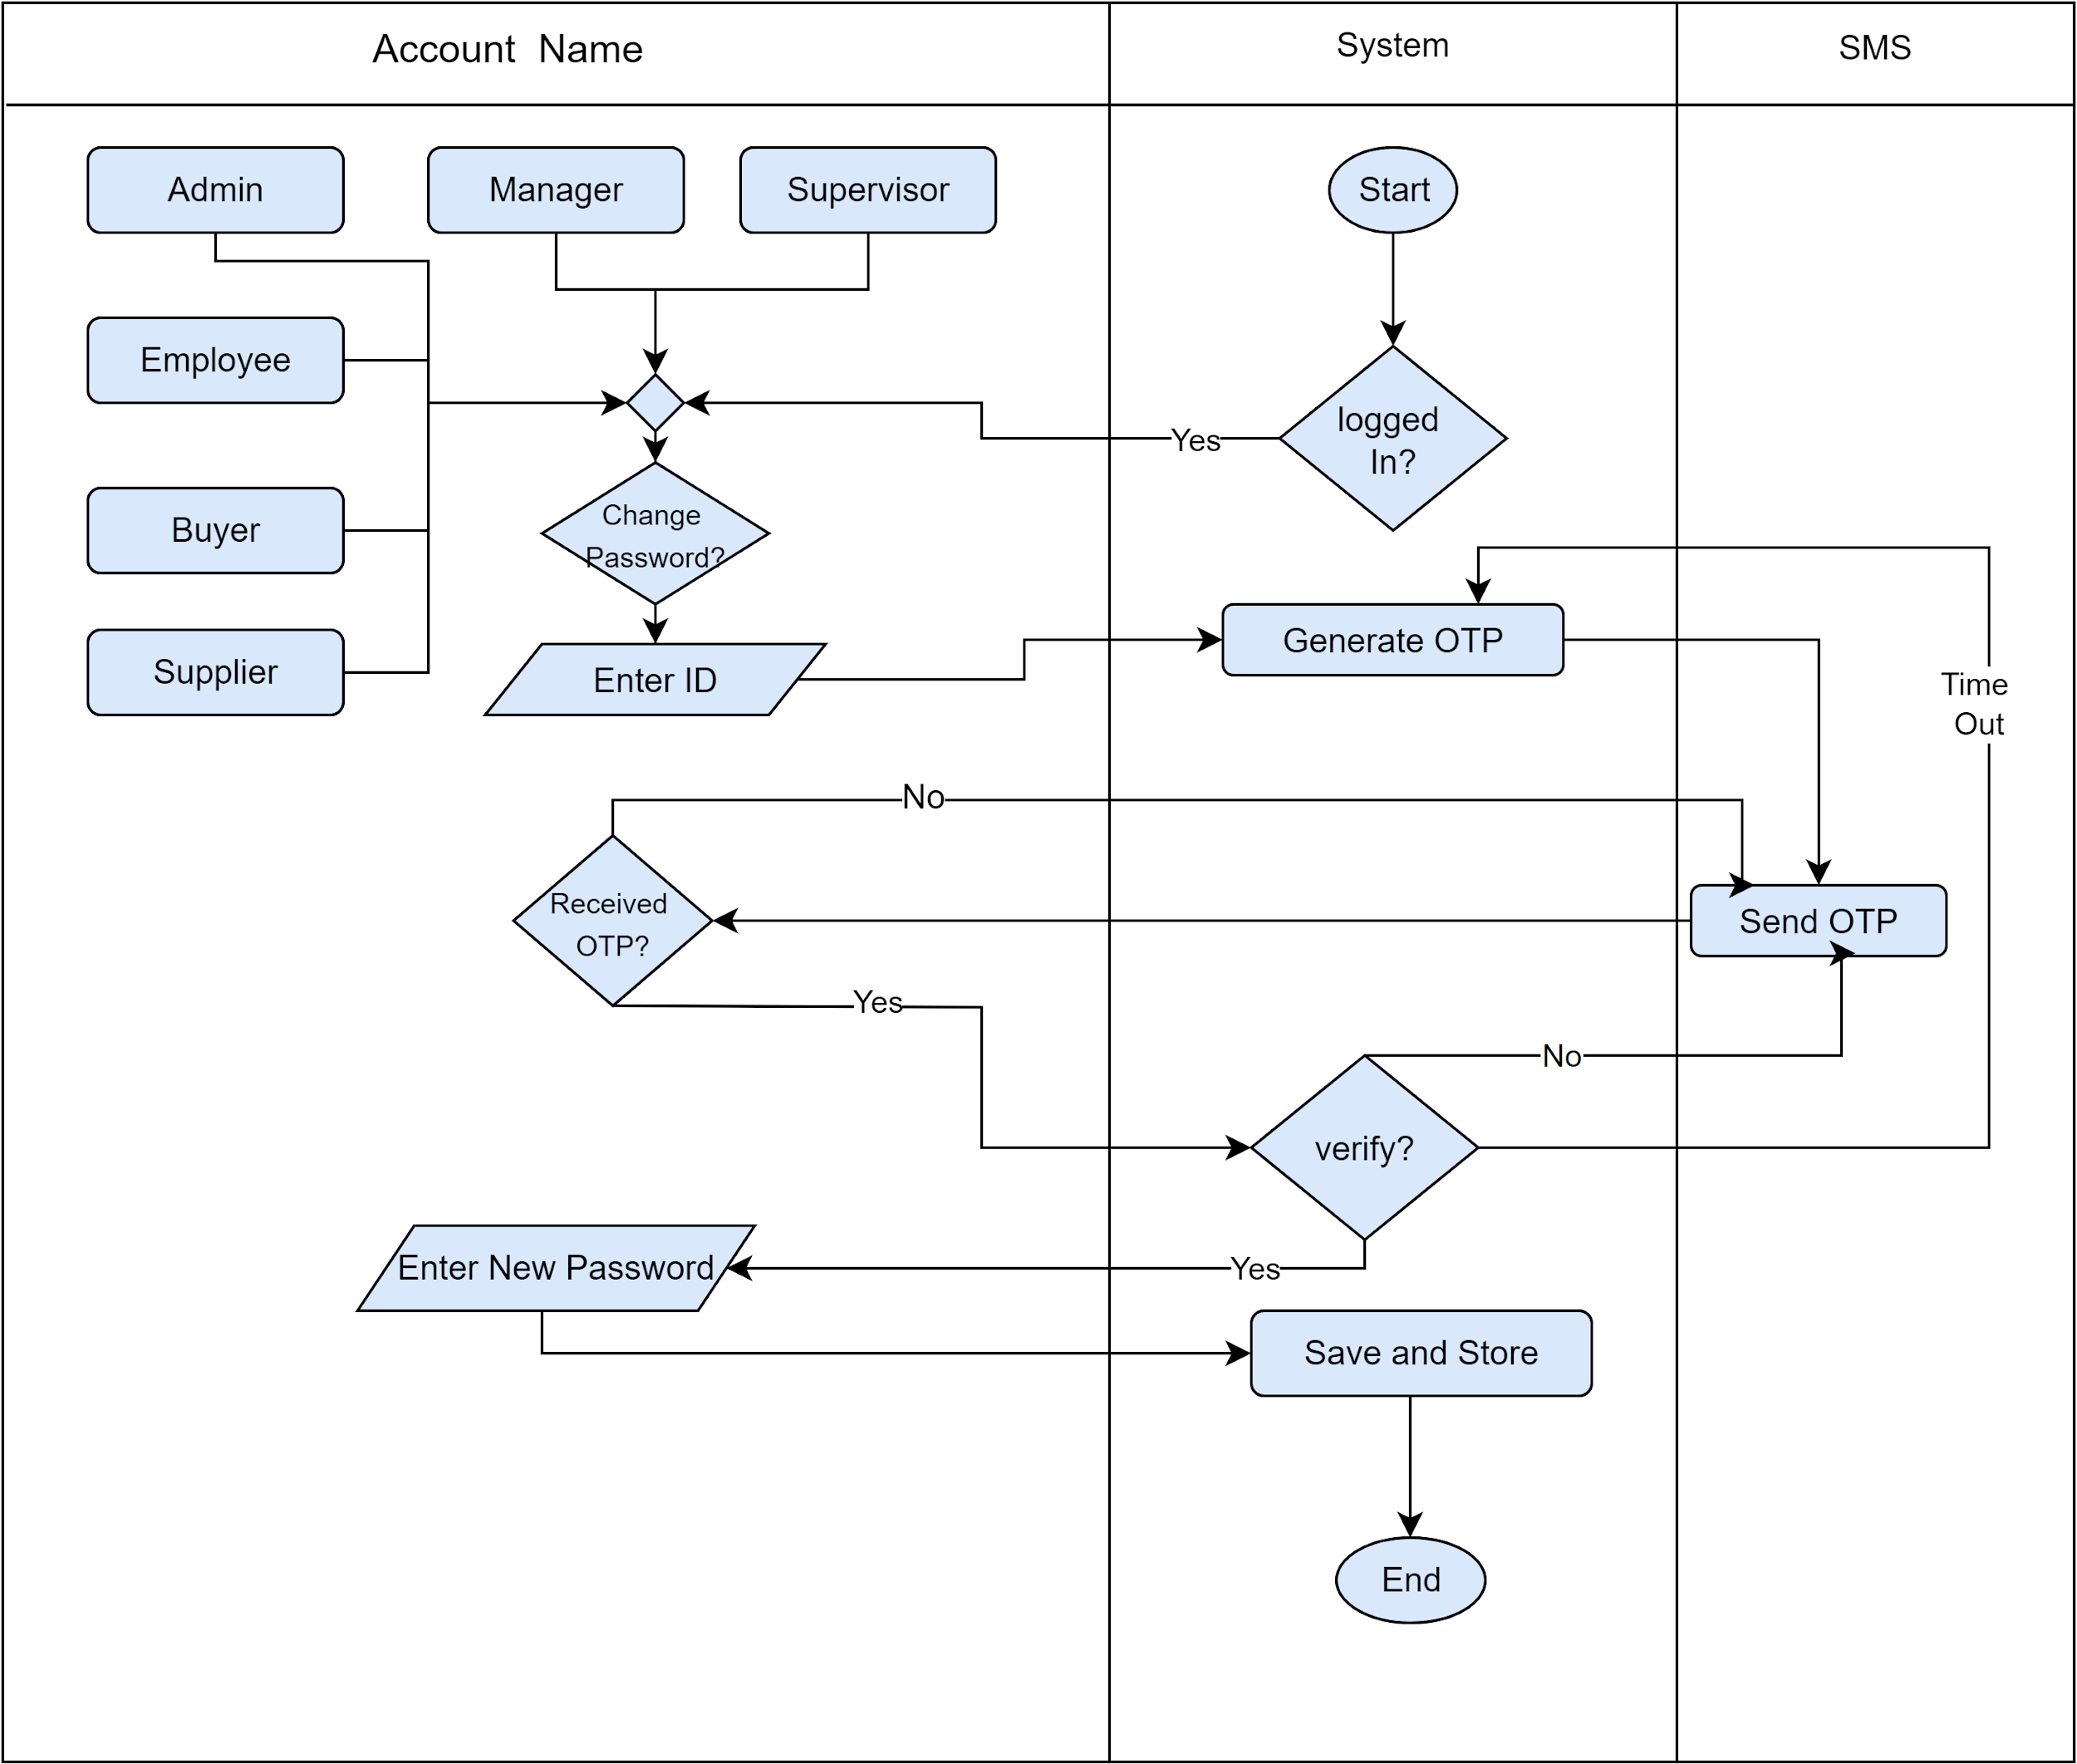 Account  Name
System
SMS
Admin
Manager
Supervisor
Start
Employee
logged
In?
Yes
Buyer
Change
Password?
Supplier
Enter ID
Generate OTP
Time
Out
No
Received
OTP?
Send OTP
Yes
No
verify?
Enter New Password
Yes
Save and Store
End